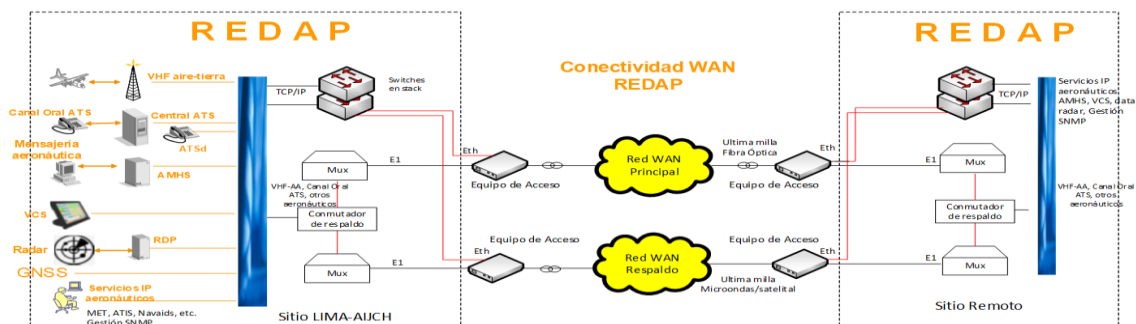 REDAP
VHF aire-tierra
Canal Oral ATS
Central ATS
ATSd
Mensajería
aeronáutica
AMHS
VCS
Radar
RDP
GNSS
Servicios IP
aeronáuticos
MET, ATIS, Navaids, etc.
Gestión SNMP
TCP/IP
Switches
en stack
Mux
VHF-AA, Canal Oral
ATS, otros
aeronáuticos
Conmutador
de respaldo
Mux
Sitio LIMA-AIJCH
Conectividad WAN
REDAP
Eth
E1
Equipo de Acceso
Red WAN
Principal
Ultima milla
Fibra Óptica
Equipo de Acceso
Eth
E1
Equipo de Acceso
Eth
E1
Red WAN
Respaldo
Ultima milla
Microondas/satelital
Equipo de Acceso
Eth
E1
REDAP
TCP/IP
Servicios IP
aeronáuticos,
AMHS, VCS, data
radar, Gestión
SNMP
Mux
Conmutador
de respaldo
VHF-AA, Canal Oral
ATS, otros
aeronáuticos
Mux
Sitio Remoto